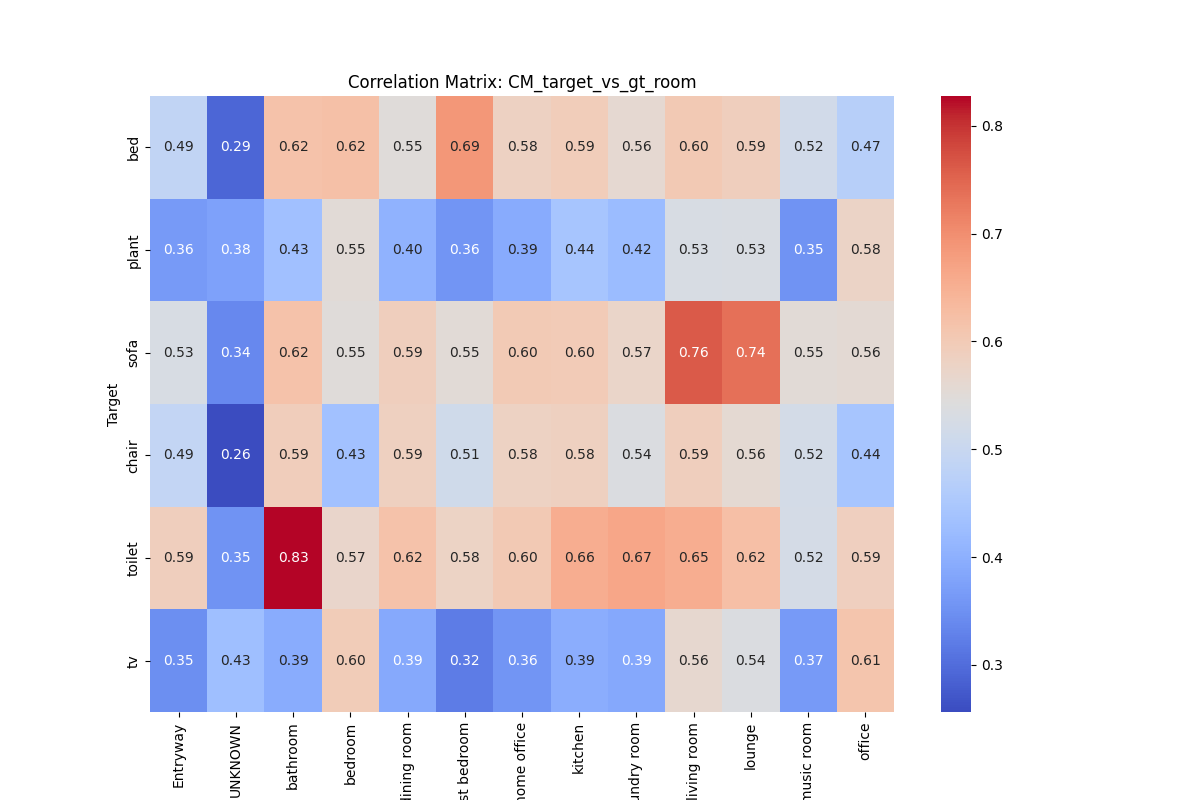 Correlation Matrix: CM_target_vs_gt_room
0.8
0.7
0.6
0.5
0.4
0.3
Target
bed 0.49 0.29 0.62 0.62 0.55 0.69 0.58 0.59 0.56 0.60 0.59 0.52 0.47
plant 0.36 0.38 0.43 0.55 0.40 0.36 0.39 0.44 0.42 0.53 0.53 0.35 0.58
sofa 0.53 0.34 0.62 0.55 0.59 0.55 0.60 0.60 0.57 0.76 0.74 0.55 0.56
chair 0.49 0.26 0.59 0.43 0.59 0.51 0.58 0.58 0.54 0.59 0.56 0.52 0.44
toilet 0.59 0.35 0.83 0.57 0.62 0.58 0.60 0.66 0.67 0.65 0.62 0.52 0.59
tv 0.35 0.43 0.39 0.60 0.39 0.32 0.36 0.39 0.39 0.56 0.54 0.37 0.61
Entryway
UNKNOWN
bathroom
bedroom
dining room
st bedroom
home office
kitchen
undry room
living room
lounge
music room
office